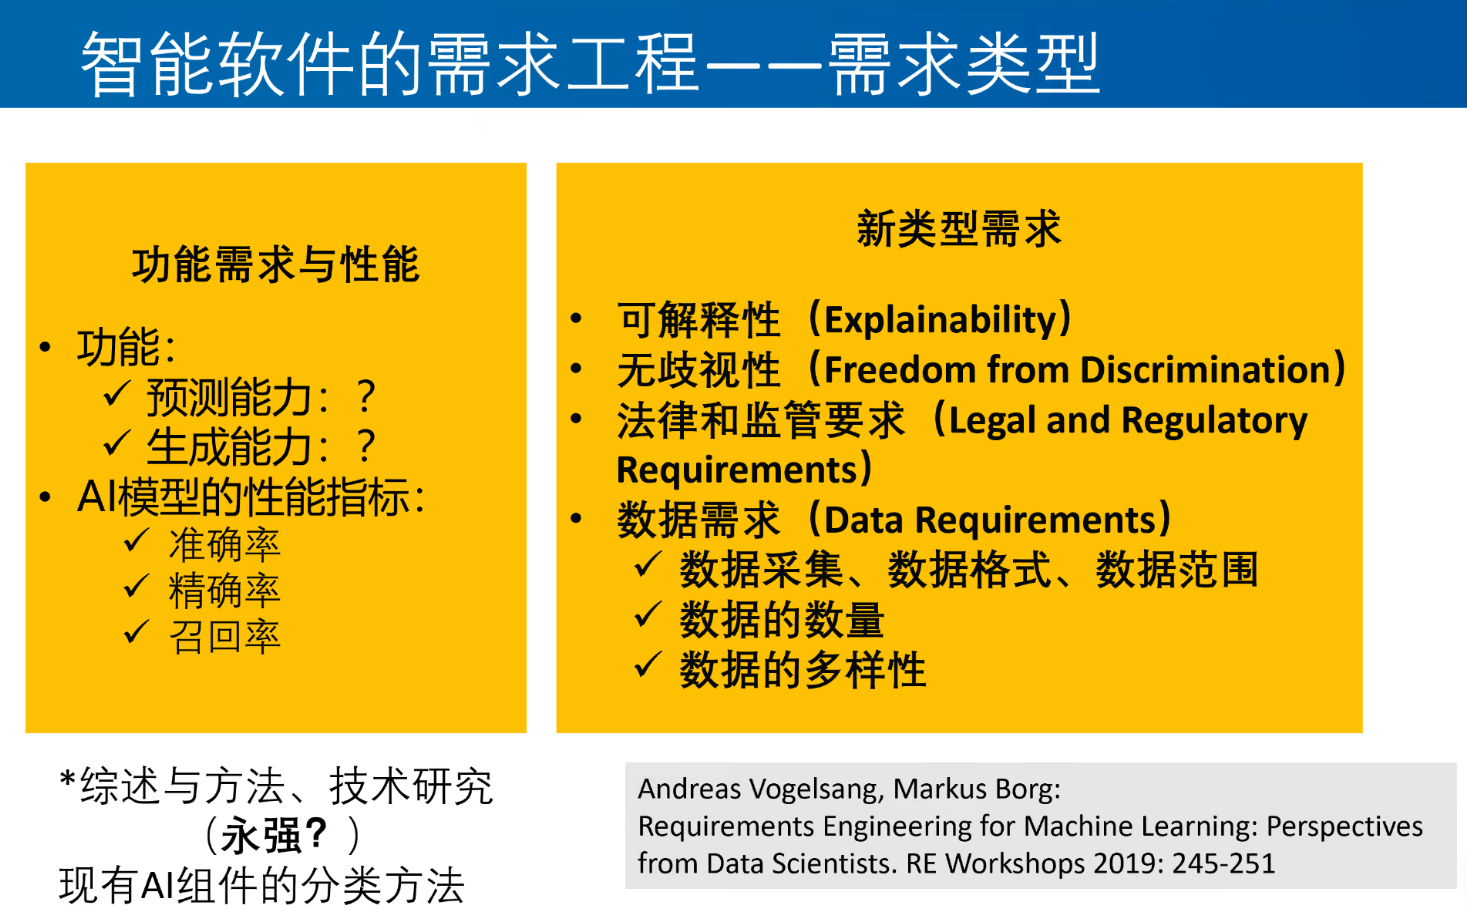 智能软件的需求工程——需求类型
功能需求与性能
• 功能：
✓ 预测能力：？
✓ 生成能力：？
• AI模型的性能指标：
✓ 准确率
✓ 精确率
✓ 召回率
新类型需求
• 可解释性（Explainability）
• 无歧视性（Freedom from Discrimination）
• 法律和监管要求（Legal and Regulatory
Requirements）
• 数据需求（Data Requirements）
✓ 数据采集、数据格式、数据范围
✓ 数据的数量
✓ 数据的多样性
*综述与方法、技术研究
（永强？）
现有AI组件的分类方法
Andreas Vogelsang, Markus Borg:
Requirements Engineering for Machine Learning: Perspectives
from Data Scientists. RE Workshops 2019: 245-251